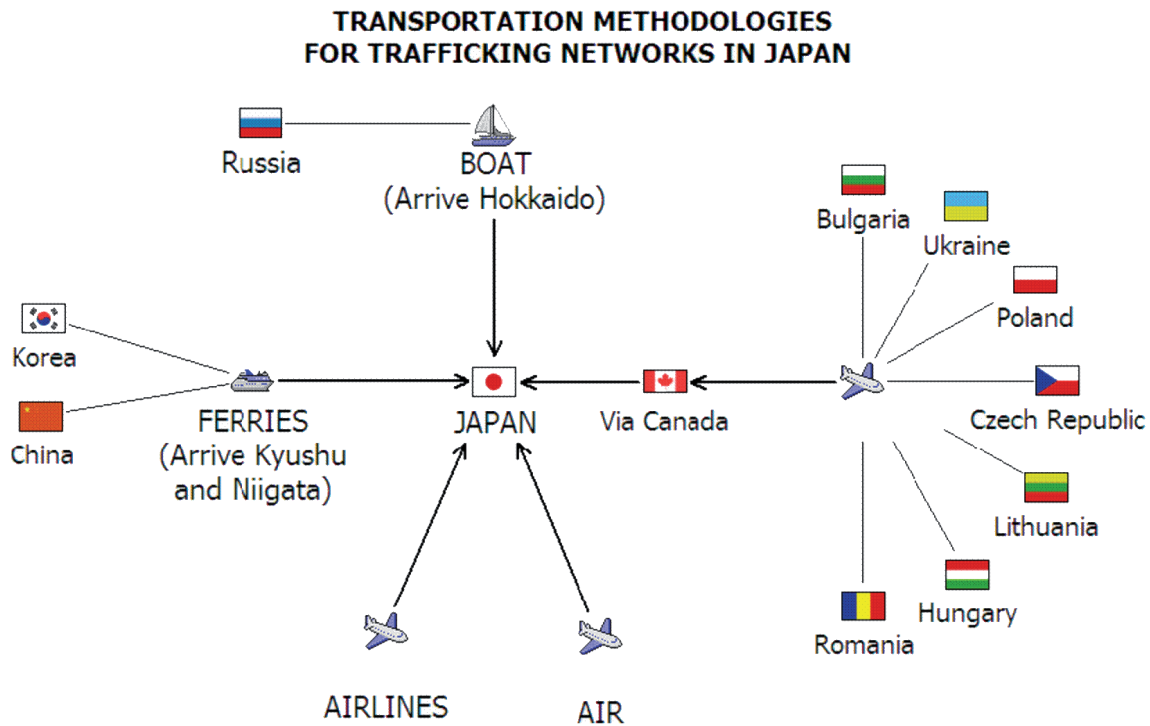 TRANSPORTATION METHODOLOGIES
FOR TRAFFICKING NETWORKS IN JAPAN
Russia
BOAT
(Arrive Hokkaido)
Bulgaria
Ukraine
Poland
Korea
China
FERRIES
(Arrive Kyushu
and Niigata)
JAPAN
Via Canada
Czech Republic
Lithuania
Hungary
Romania
AIRLINES
AIR